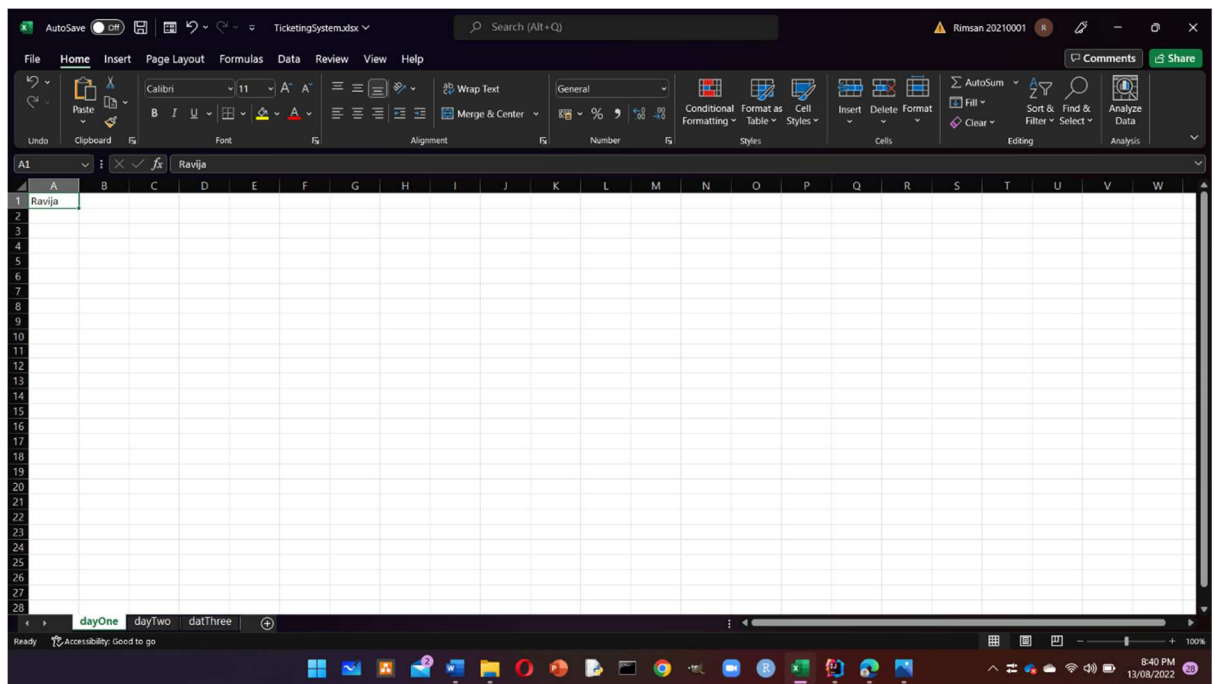 AutoSave Off TicketingSystem.xlsx Search (Alt+Q) Rimsan 20210001 R
File Home Insert Page Layout Formulas Data Review View Help Comments Share
Calibri 11 A^ A˅ ab Wrap Text General AutoSum
Paste B I U A Merge & Center % 9 Conditional Formatting Format as Table Cell Styles Insert Delete Format Fill Clear Sort & Filter Find & Select Analyze Data
Undo Clipboard Font Alignment Number Styles Cells Editing Analysis
A1 fx Ravija
A B C D E F G H I J K L M N O P Q R S T U V W
1 Ravija
2
3
4
5
6
7
8
9
10
11
12
13
14
15
16
17
18
19
20
21
22
23
24
25
26
27
28
dayOne dayTwo datThree
Ready Accessibility: Good to go 100%
2 8:40 PM
13/08/2022 28